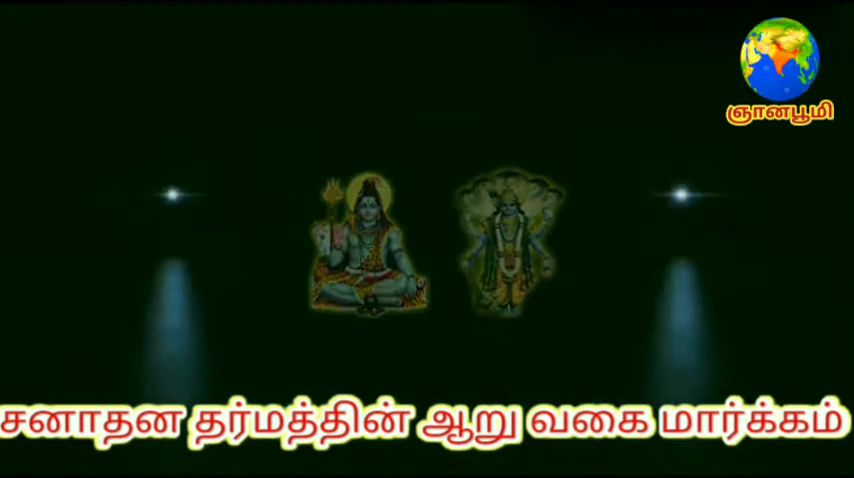 ஞானபூமி
சனாதன தர்மத்தின் ஆறு வகை மார்க்கம்